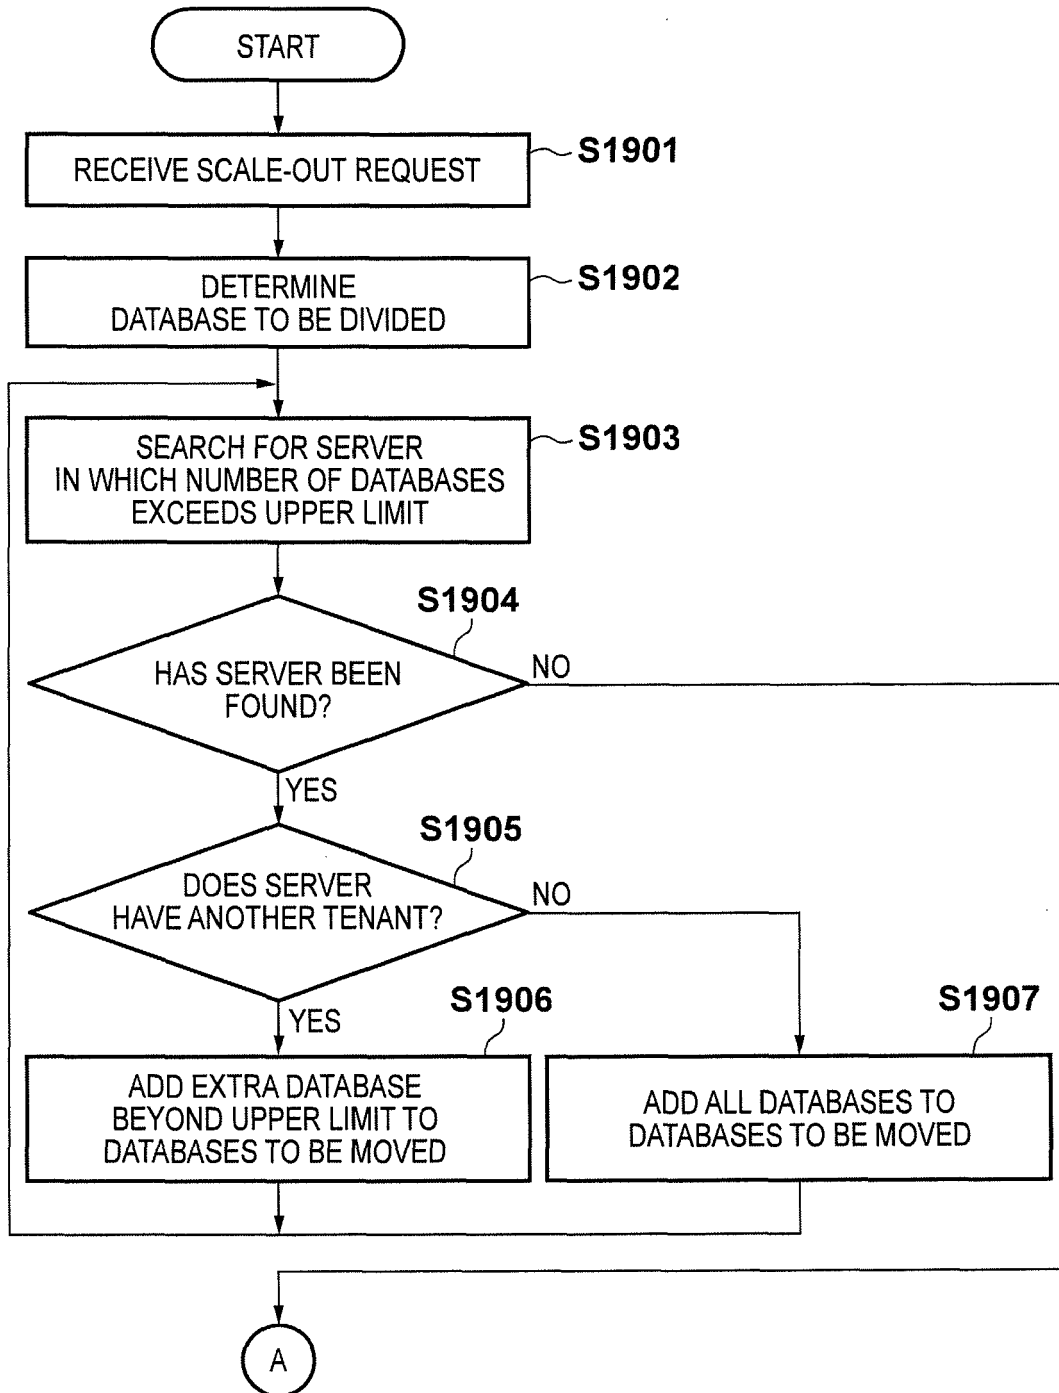 START
RECEIVE SCALE-OUT REQUEST
S1901
DETERMINE
DATABASE TO BE DIVIDED
S1902
SEARCH FOR SERVER
IN WHICH NUMBER OF DATABASES
EXCEEDS UPPER LIMIT
S1903
S1904
HAS SERVER BEEN
FOUND?
NO
YES
S1905
DOES SERVER
HAVE ANOTHER TENANT?
NO
YES
S1906
ADD EXTRA DATABASE
BEYOND UPPER LIMIT TO
DATABASES TO BE MOVED
S1907
ADD ALL DATABASES TO
DATABASES TO BE MOVED
A